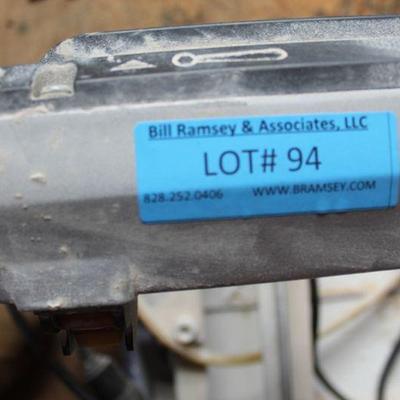 Bill Ramsey & Associates, LLC
LOT# 94
828.252.0406 WWW.BRAMSEY.COM